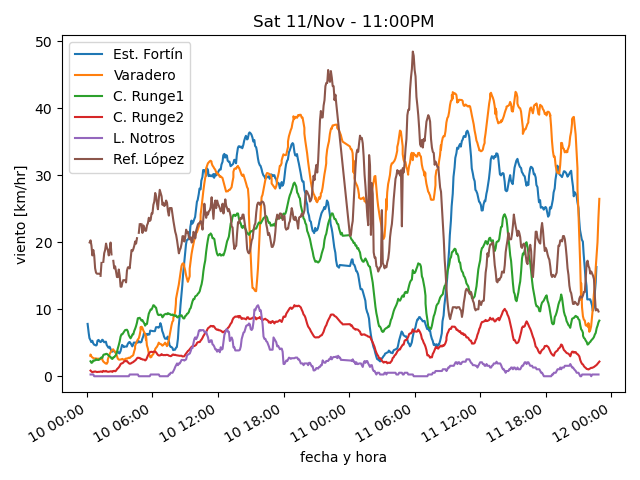 Sat 11/Nov - 11:00PM
Est. Fortín
Varadero
C. Runge1
C. Runge2
L. Notros
Ref. López
viento [km/hr]
50
40
30
20
10
0
10 00:00
10 06:00
10 12:00
10 18:00
11 00:00
11 06:00
11 12:00
11 18:00
12 00:00
fecha y hora